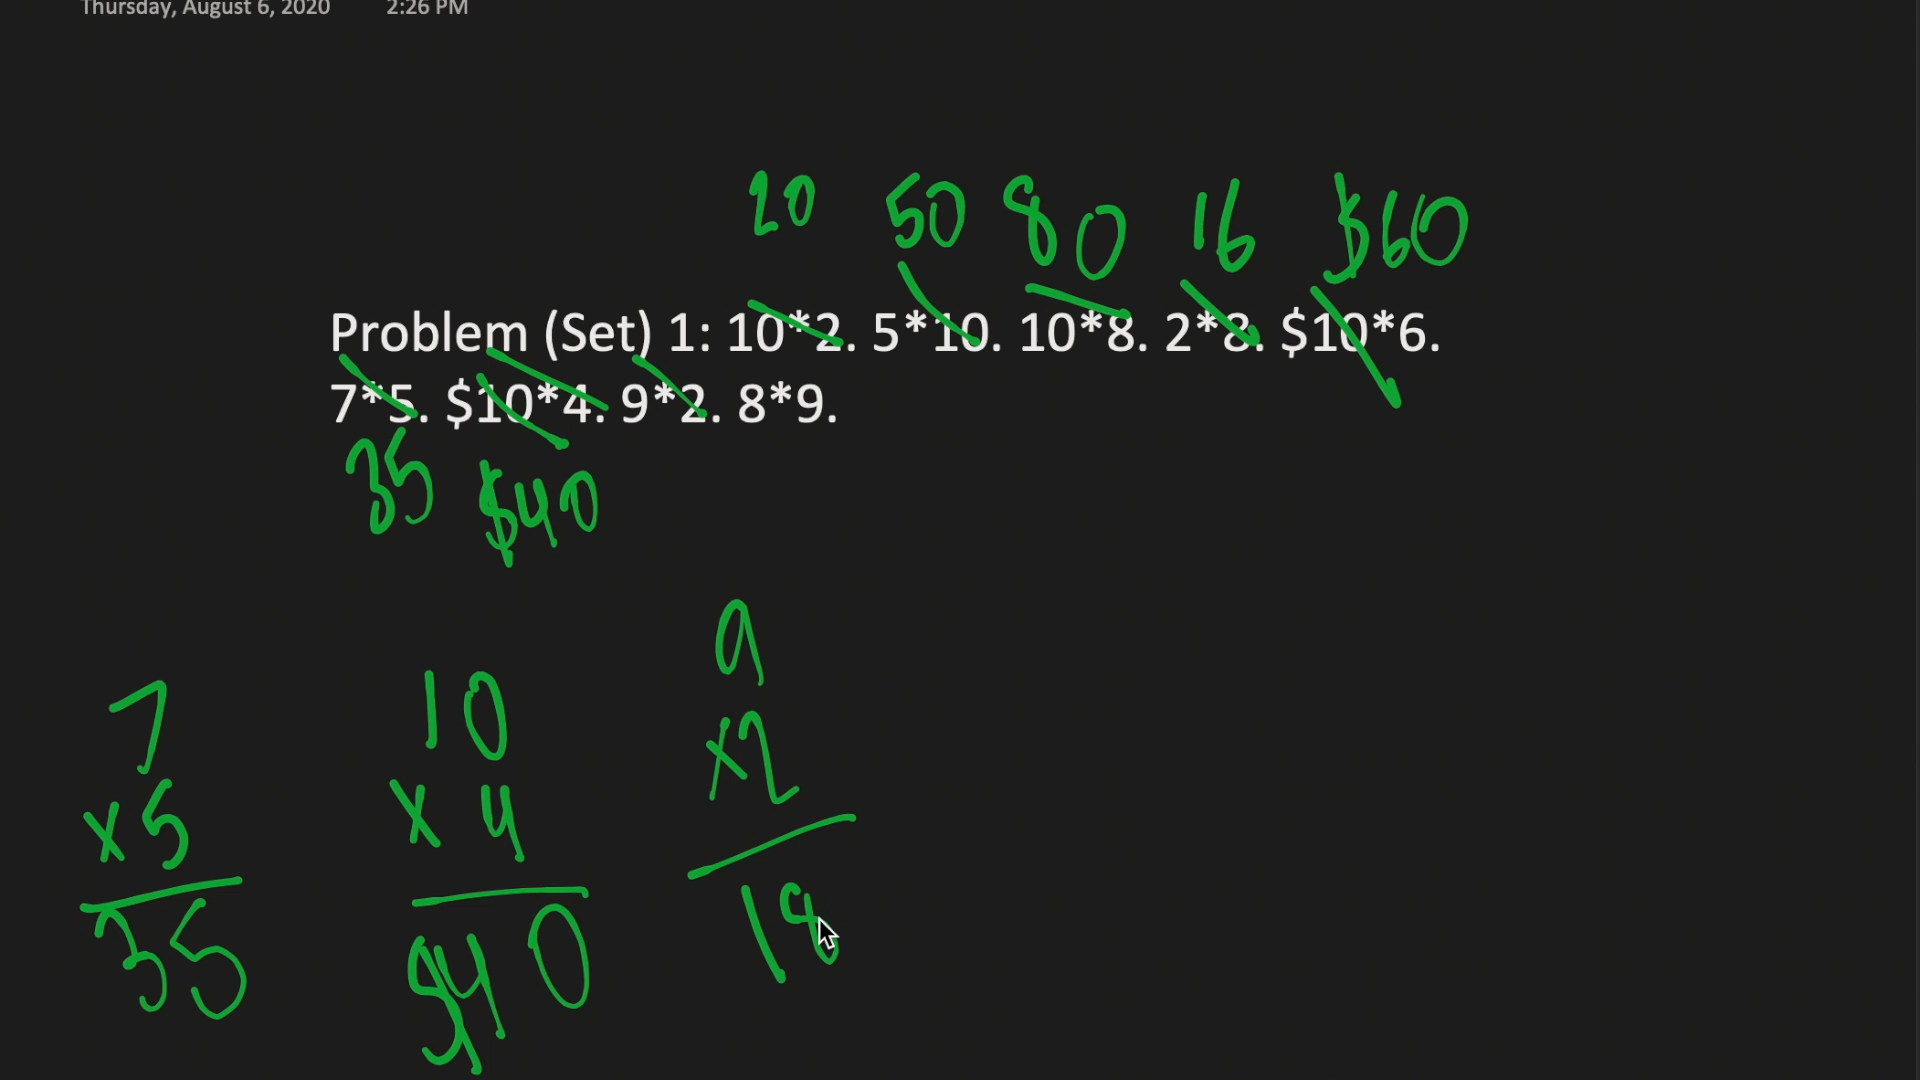 Thursday, August 6, 2020 2:26 PM
20 50 80 16 $60
Problem (Set) 1: 10*2. 5*10. 10*8. 2*8. $10*6.
7*5. $10*4. 9*2. 8*9.
35 $40
7 10 9
x5 x 4 x2
35 $40 18